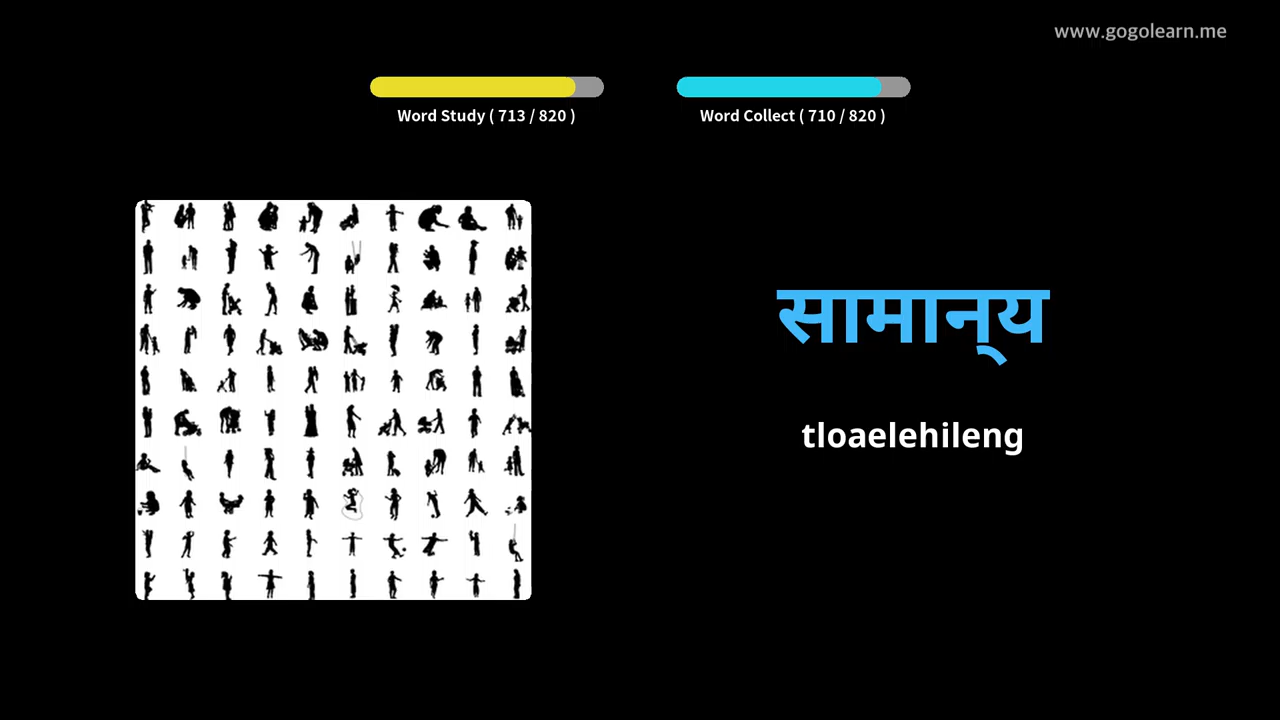 www.gogolearn.me
Word Study ( 713 / 820 )
Word Collect ( 710 / 820 )
सामान्‌य
tloaelehileng